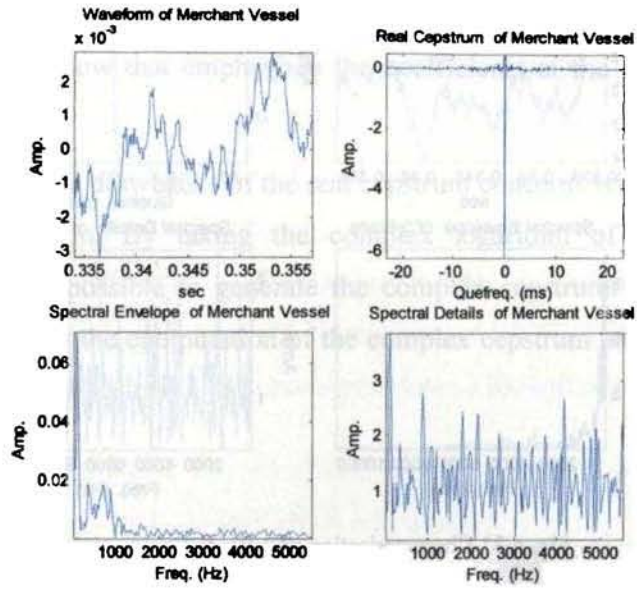 Waveform of Merchant Vessel
x 10^-3
2
1
0
-1
-2
-3
Amp.
0.335 0.34 0.345 0.35 0.355
sec
Real Cepstrum of Merchant Vessel
0
-2
-4
-6
Amp.
-20 -10 0 10 20
Quefreq. (ms)
Spectral Envelope of Merchant Vessel
0.06
0.04
0.02
Amp.
1000 2000 3000 4000 5000
Freq. (Hz)
Spectral Details of Merchant Vessel
3
2
1
Amp.
1000 2000 3000 4000 5000
Freq. (Hz)